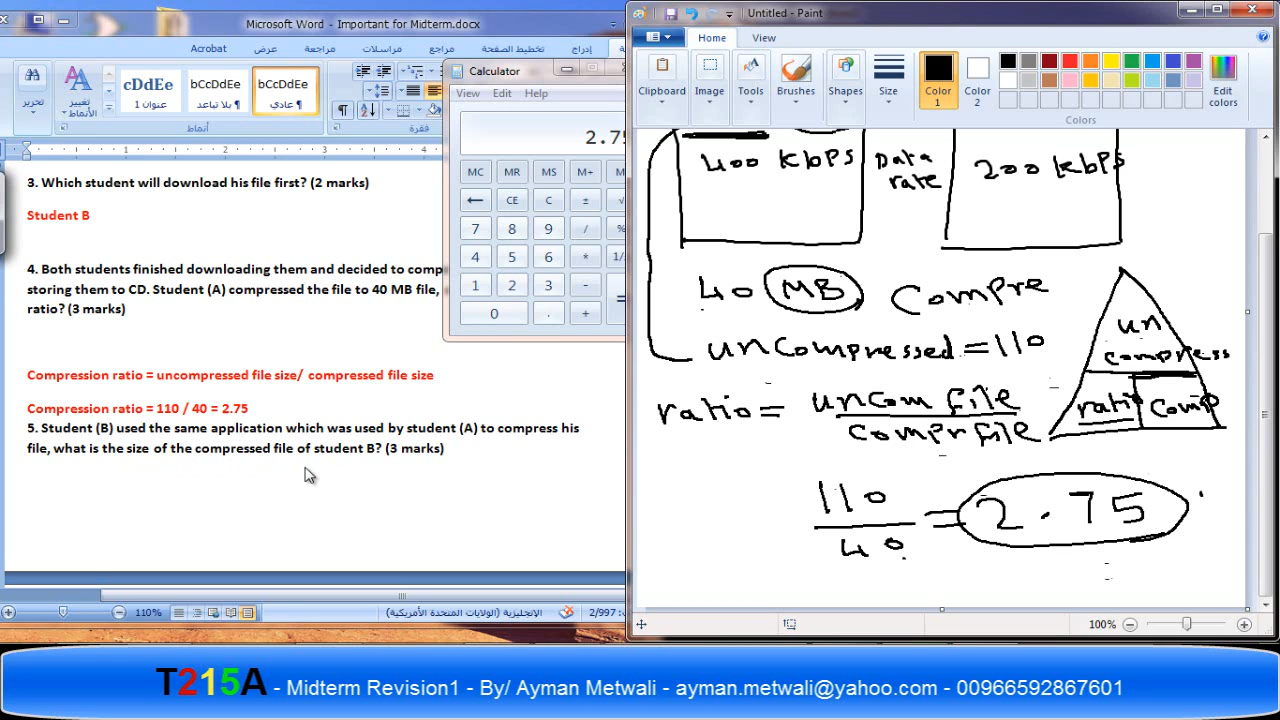 Microsoft Word - Important for Midterm.docx
Acrobat
عرض
مراجعة
مراسلات
مراجع
تخطيط الصفحة
إدراج
تحرير
تغيير الأنماط
cDdEe
عنوان 1
bCcDdEe
¶ بلا تباعد
bCcDdEe
¶ عادي
أنماط
فقرة
1 2 3 4
3. Which student will download his file first? (2 marks)
Student B
4. Both students finished downloading them and decided to comp
storing them to CD. Student (A) compressed the file to 40 MB file,
ratio? (3 marks)
Compression ratio = uncompressed file size/ compressed file size
Compression ratio = 110 / 40 = 2.75
5. Student (B) used the same application which was used by student (A) to compress his
file, what is the size of the compressed file of student B? (3 marks)
110%
الإنجليزية (الولايات المتحدة الأمريكية)
2/997
Calculator
View Edit Help
2.75
MC MR MS M+ M
← CE C ± √
7 8 9 / %
4 5 6 * 1/
1 2 3 - =
0 . +
Untitled - Paint
Home View
Clipboard
Image
Tools
Brushes
Shapes
Size
Color 1
Color 2
Edit colors
Colors
400 kbps
Data rate
200 kbps
40 MB Compre
uncompressed = 110
un compress
ratio
comp
ratio = uncom file
compr file
110
40
= 2.75
100%
T215A - Midterm Revision1 - By/ Ayman Metwali - ayman.metwali@yahoo.com - 00966592867601